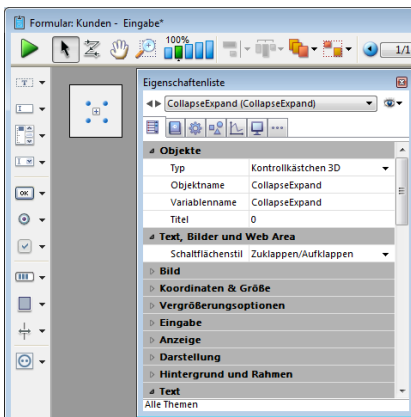 Formular: Kunden - Eingabe*
100%
1/1
Eigenschaftenliste
CollapseExpand (CollapseExpand)
Objekte
Typ Kontrollkästchen 3D
Objektname CollapseExpand
Variablenname CollapseExpand
Titel 0
Text, Bilder und Web Area
Schaltflächenstil Zuklappen/Aufklappen
Bild
Koordinaten & Größe
Vergrößerungsoptionen
Eingabe
Anzeige
Darstellung
Hintergrund und Rahmen
Text
Alle Themen
OK